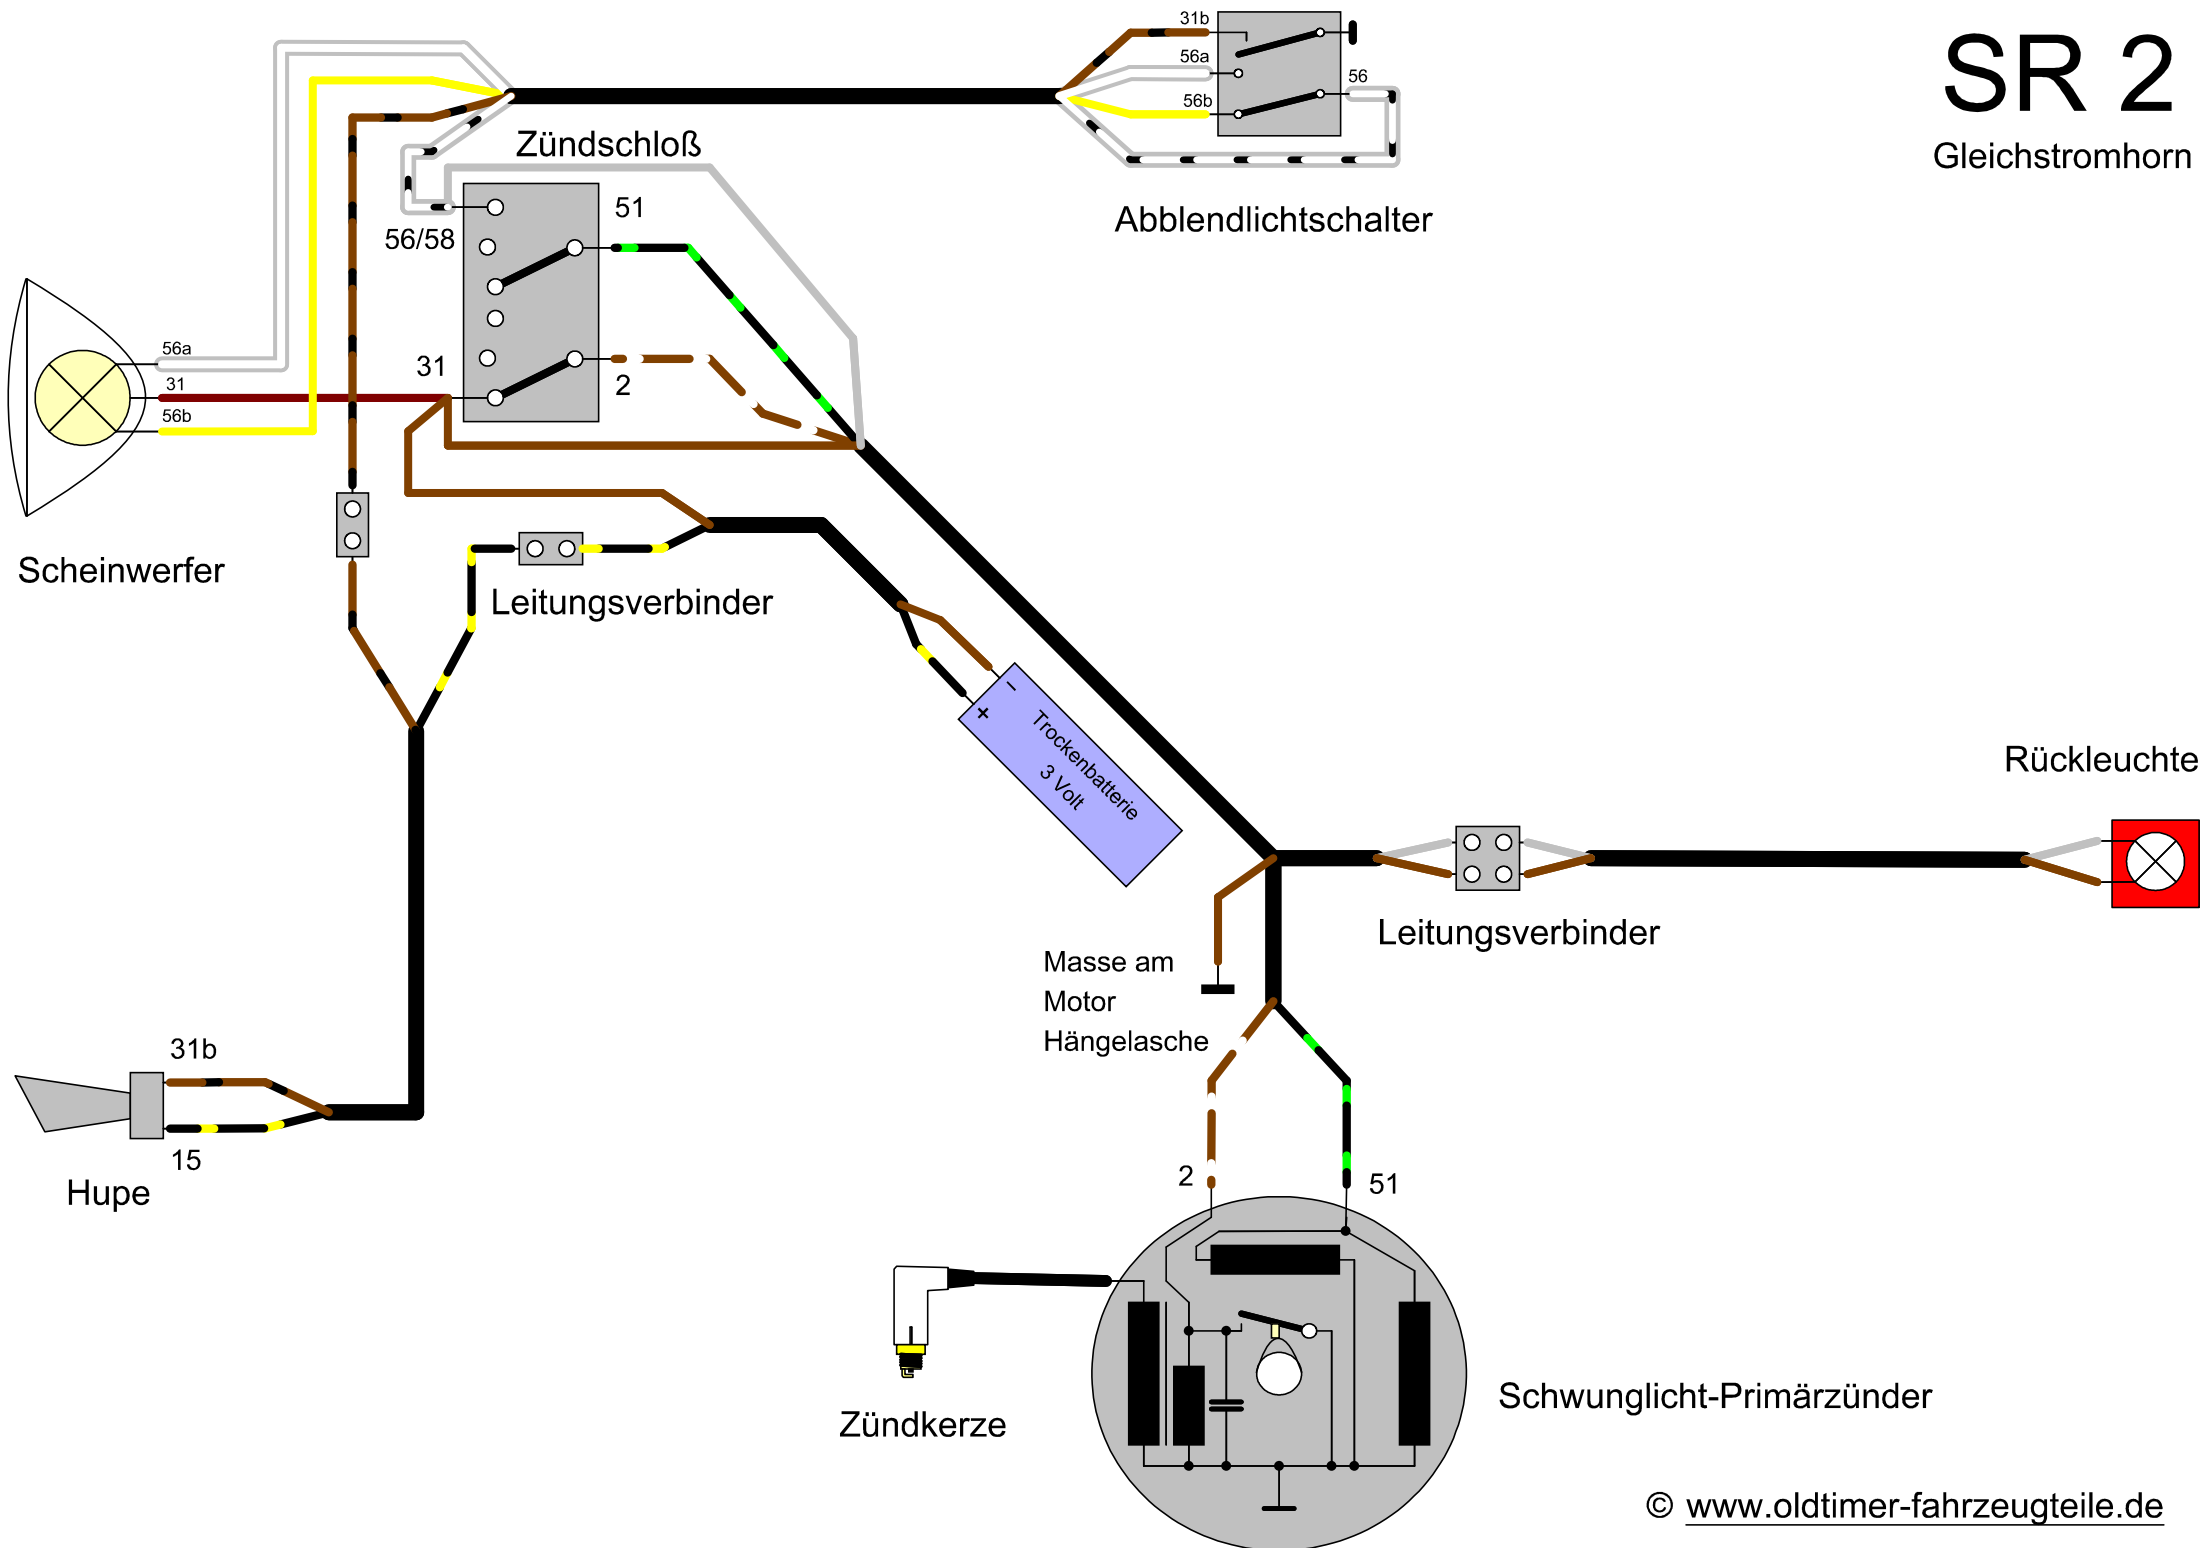 SR 2
Gleichstromhorn
31b
56a
56b
56
Abblendlichtschalter
Zündschloß
56/58
51
31
2
56a
31
56b
Scheinwerfer
Leitungsverbinder
− 
+
Trockenbatterie
3 Volt
Rückleuchte
Leitungsverbinder
Masse am
Motor
Hängelasche
31b
15
Hupe
2
51
Zündkerze
Schwunglicht-Primärzünder
© www.oldtimer-fahrzeugteile.de